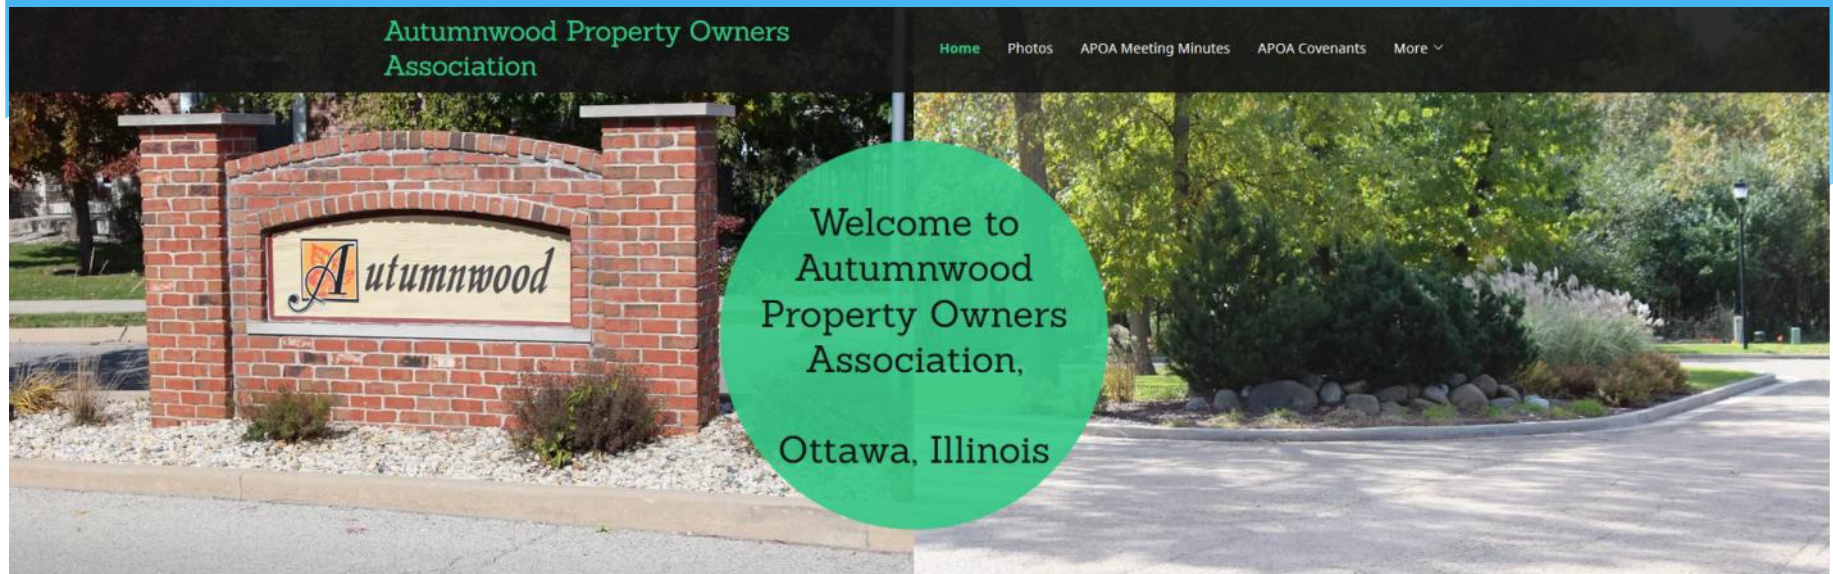 Autumnwood Property Owners
Association
Home Photos APOA Meeting Minutes APOA Covenants More
Autumnwood
Welcome to
Autumnwood
Property Owners
Association,
Ottawa, Illinois